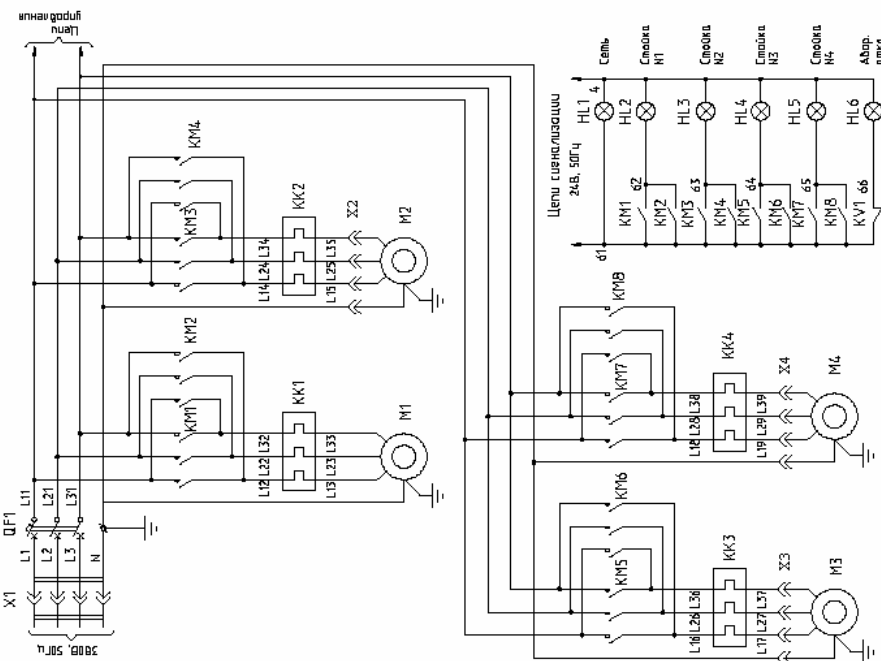 380В, 50Гц
X1
L1
L2
L3
N
QF1
L11
L21
L31
Цепи
управления
KM1
KM2
L12
L22
L32
KK1
L13
L23
L33
M1
KM3
KM4
L14
L24
L34
KK2
L15
L25
L35
X2
M2
KM5
KM6
L16
L26
L36
KK3
L17
L27
L37
X3
M3
KM7
KM8
L18
L28
L38
KK4
L19
L29
L39
X4
M4
Цепи сигнализации
24В, 50Гц
61
HL1
4
Сеть
KM1
KM2
62
HL2
Стойка
N1
KM3
KM4
63
HL3
Стойка
N2
KM5
KM6
64
HL4
Стойка
N3
KM7
KM8
65
HL5
Стойка
N4
KV1
66
HL6
Авар.
откл.